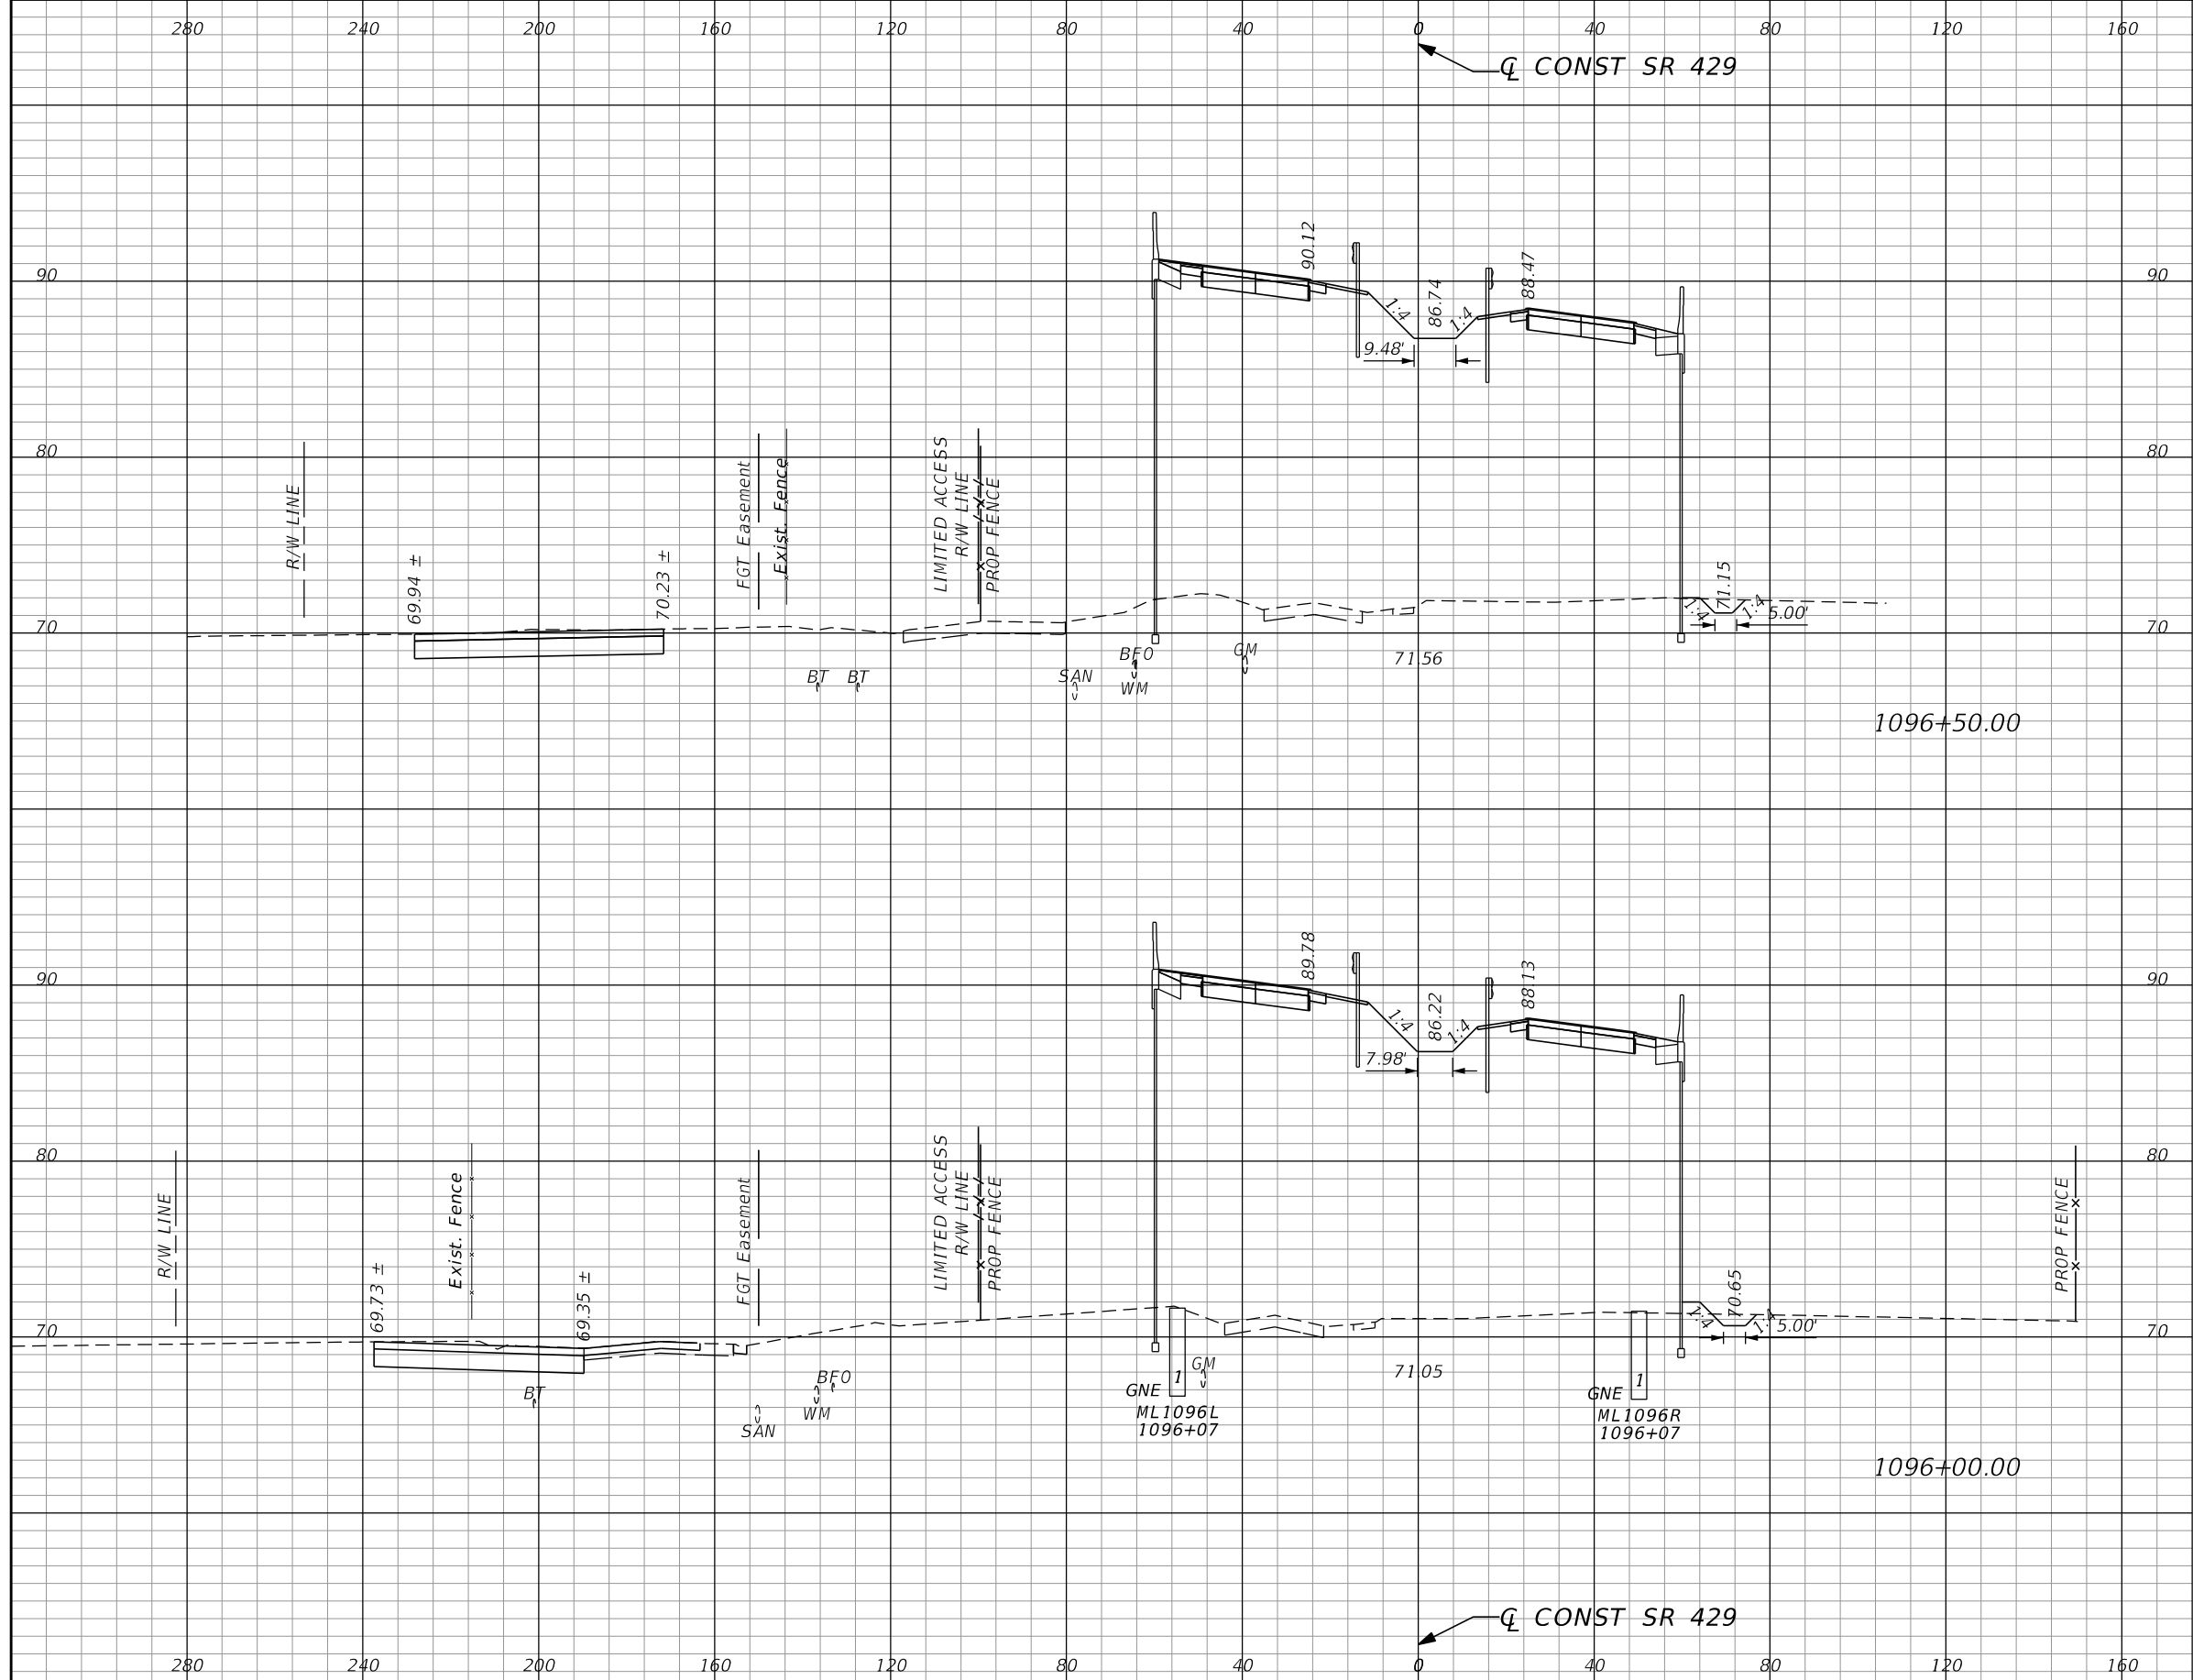 280 240 200 160 120 80 40 0 40 80 120 160
℄ CONST SR 429
90.12
88.47
86.74
1:4
1:4
90 90
9.48'
80 80
R/W LINE
FGT Easement
Exist. Fence
LIMITED ACCESS
R/W LINE
PROP FENCE
69.94 ±
70.23 ±
71.15
1:4
1:4
5.00'
70 70
BT BT
SAN
BFO
WM
GM
71.56
1096+50.00
89.78
88.13
86.22
1:4
1:4
90 90
7.98'
80 80
R/W LINE
Exist. Fence
FGT Easement
LIMITED ACCESS
R/W LINE
PROP FENCE
PROP FENCE
69.73 ±
69.35 ±
70.65
1:4
1:4
5.00'
70 70
BT
SAN
BFO
WM
GM
71.05
GNE 1
ML1096L
1096+07
GNE 1
ML1096R
1096+07
1096+00.00
℄ CONST SR 429
280 240 200 160 120 80 40 0 40 80 120 160